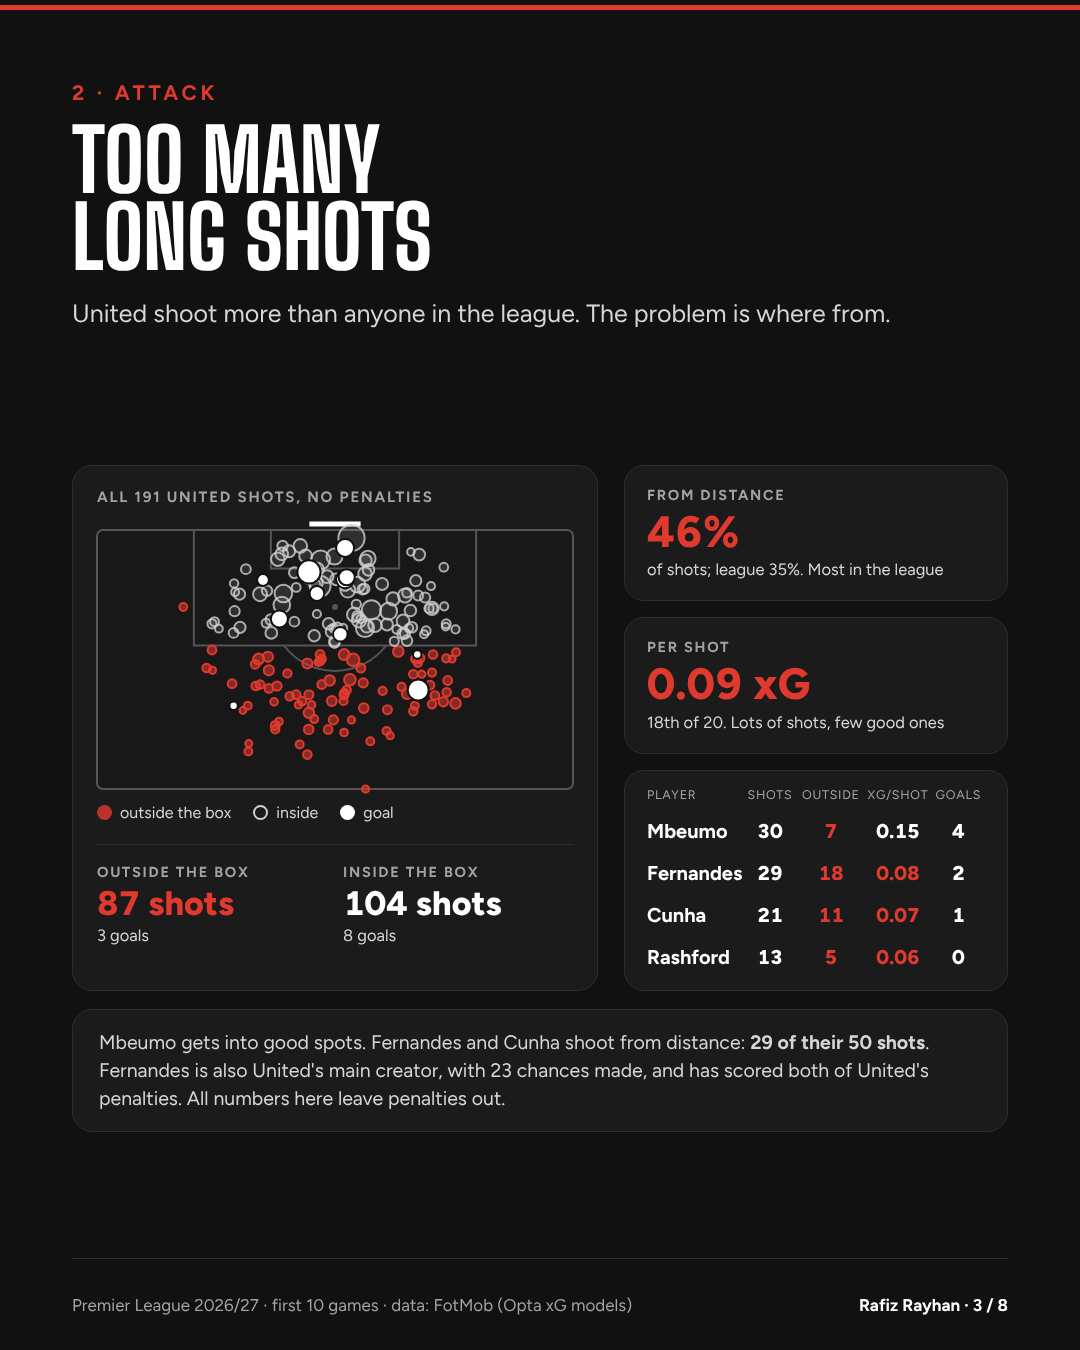 2 · ATTACK
TOO MANY
LONG SHOTS
United shoot more than anyone in the league. The problem is where from.
ALL 191 UNITED SHOTS, NO PENALTIES
outside the box inside goal
OUTSIDE THE BOX INSIDE THE BOX
87 shots 104 shots
3 goals 8 goals
FROM DISTANCE
46%
of shots; league 35%. Most in the league
PER SHOT
0.09 xG
18th of 20. Lots of shots, few good ones
PLAYER SHOTS OUTSIDE XG/SHOT GOALS
Mbeumo 30 7 0.15 4
Fernandes 29 18 0.08 2
Cunha 21 11 0.07 1
Rashford 13 5 0.06 0
Mbeumo gets into good spots. Fernandes and Cunha shoot from distance: 29 of their 50 shots.
Fernandes is also United's main creator, with 23 chances made, and has scored both of United's
penalties. All numbers here leave penalties out.
Premier League 2026/27 · first 10 games · data: FotMob (Opta xG models)
Rafiz Rayhan · 3 / 8